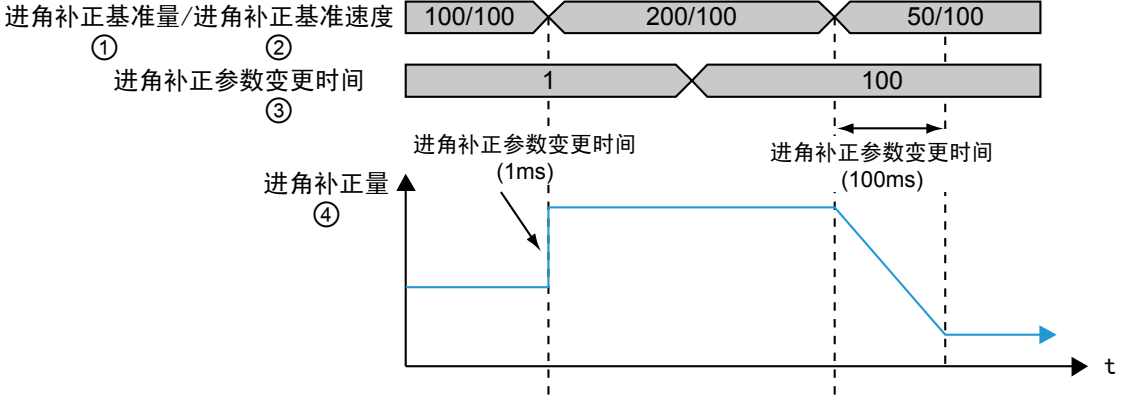 进角补正基准量/进角补正基准速度 100/100 200/100 50/100
① ②
进角补正参数变更时间 1 100
③
进角补正参数变更时间
(1ms)
进角补正参数变更时间
(100ms)
进角补正量
④
t